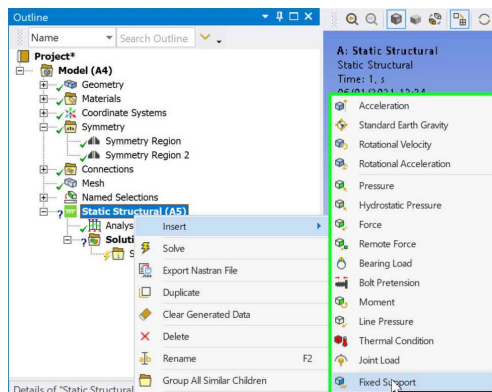 Outline
Name
Search Outline
Project*
Model (A4)
Geometry
Materials
Coordinate Systems
Symmetry
Symmetry Region
Symmetry Region 2
Connections
Mesh
Named Selections
Static Structural (A5)
Analys
Soluti
S
Insert
Solve
Export Nastran File
Duplicate
Clear Generated Data
Delete
Rename F2
Group All Similar Children
Details of "Static Structural
A: Static Structural
Static Structural
Time: 1, s
Acceleration
Standard Earth Gravity
Rotational Velocity
Rotational Acceleration
Pressure
Hydrostatic Pressure
Force
Remote Force
Bearing Load
Bolt Pretension
Moment
Line Pressure
Thermal Condition
Joint Load
Fixed Support